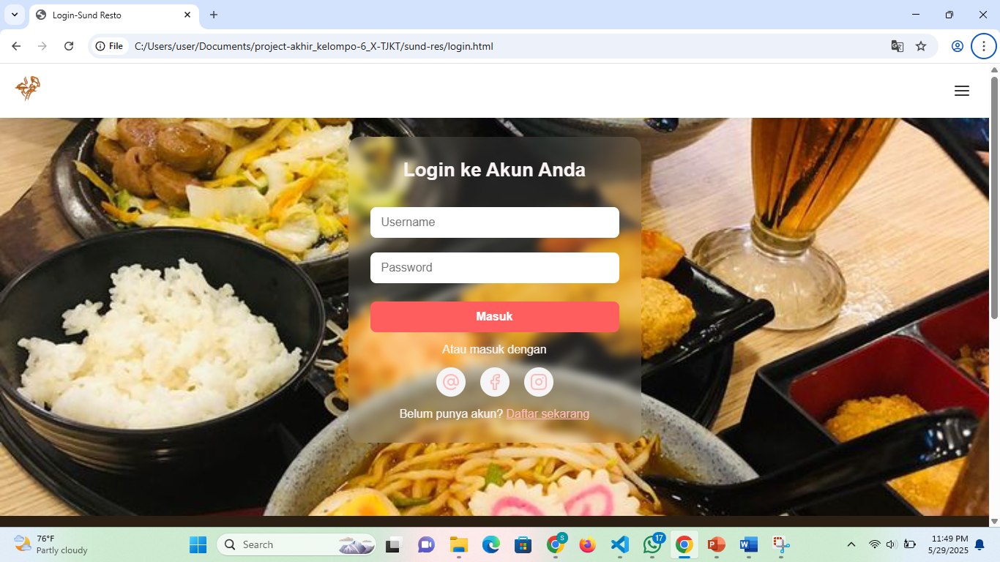 Login-Sund Resto
File
C:/Users/user/Documents/project-akhir_kelompo-6_X-TJKT/sund-res/login.html
Login ke Akun Anda
Username
Password
Masuk
Atau masuk dengan
Belum punya akun? Daftar sekarang
76°F
Partly cloudy
Search
S
17
11:49 PM
5/29/2025